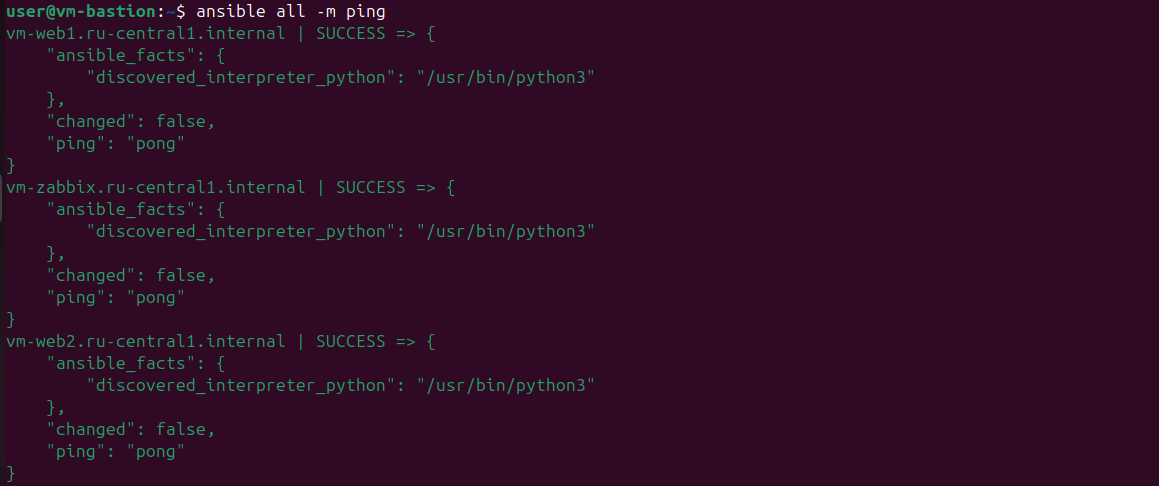 user@vm-bastion:~$ ansible all -m ping
vm-web1.ru-central1.internal | SUCCESS => {
    "ansible_facts": {
        "discovered_interpreter_python": "/usr/bin/python3"
    },
    "changed": false,
    "ping": "pong"
}
vm-zabbix.ru-central1.internal | SUCCESS => {
    "ansible_facts": {
        "discovered_interpreter_python": "/usr/bin/python3"
    },
    "changed": false,
    "ping": "pong"
}
vm-web2.ru-central1.internal | SUCCESS => {
    "ansible_facts": {
        "discovered_interpreter_python": "/usr/bin/python3"
    },
    "changed": false,
    "ping": "pong"
}